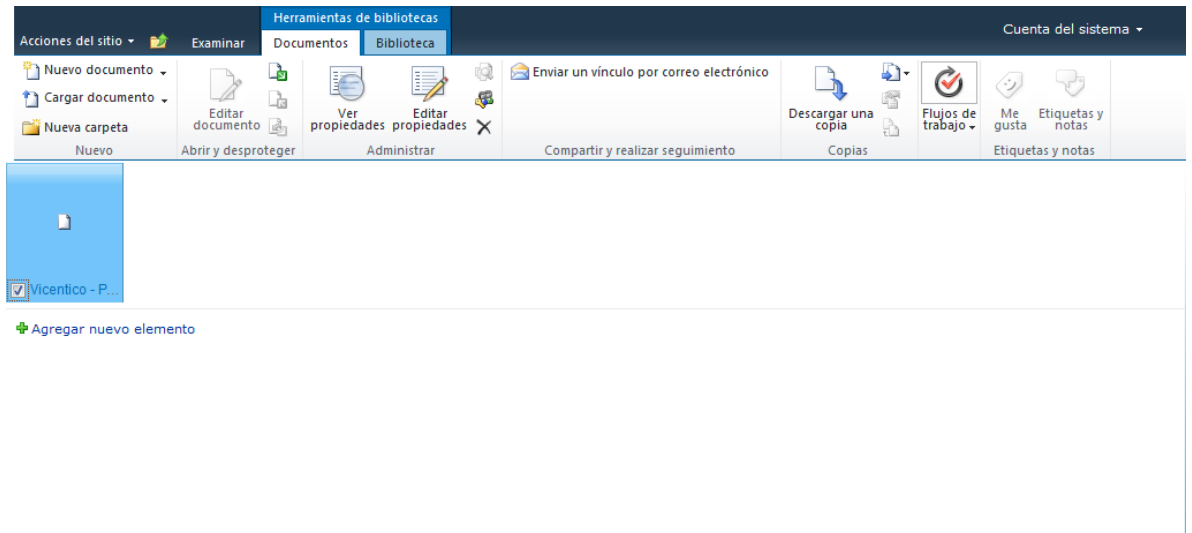 Herramientas de bibliotecas
Acciones del sitio Examinar Documentos Biblioteca Cuenta del sistema
Nuevo documento
Cargar documento
Nueva carpeta
Nuevo
Editar
documento
Abrir y desproteger
Ver
propiedades
Editar
propiedades
Administrar
Enviar un vínculo por correo electrónico
Compartir y realizar seguimiento
Descargar una
copia
Copias
Flujos de
trabajo
Me
gusta
Etiquetas y
notas
Etiquetas y notas
Vicentico - P...
Agregar nuevo elemento